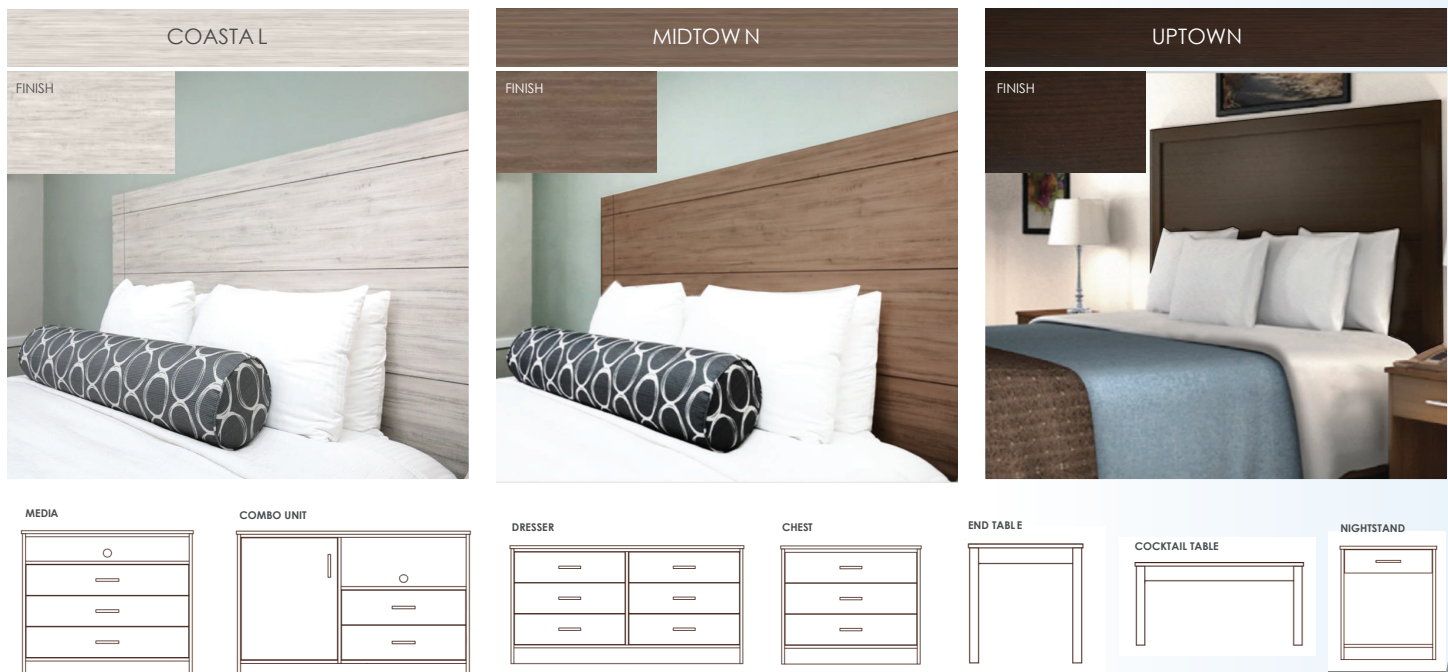 COASTAL
MIDTOWN
UPTOWN
FINISH
FINISH
FINISH
MEDIA
COMBO UNIT
DRESSER
CHEST
END TABLE
COCKTAIL TABLE
NIGHTSTAND